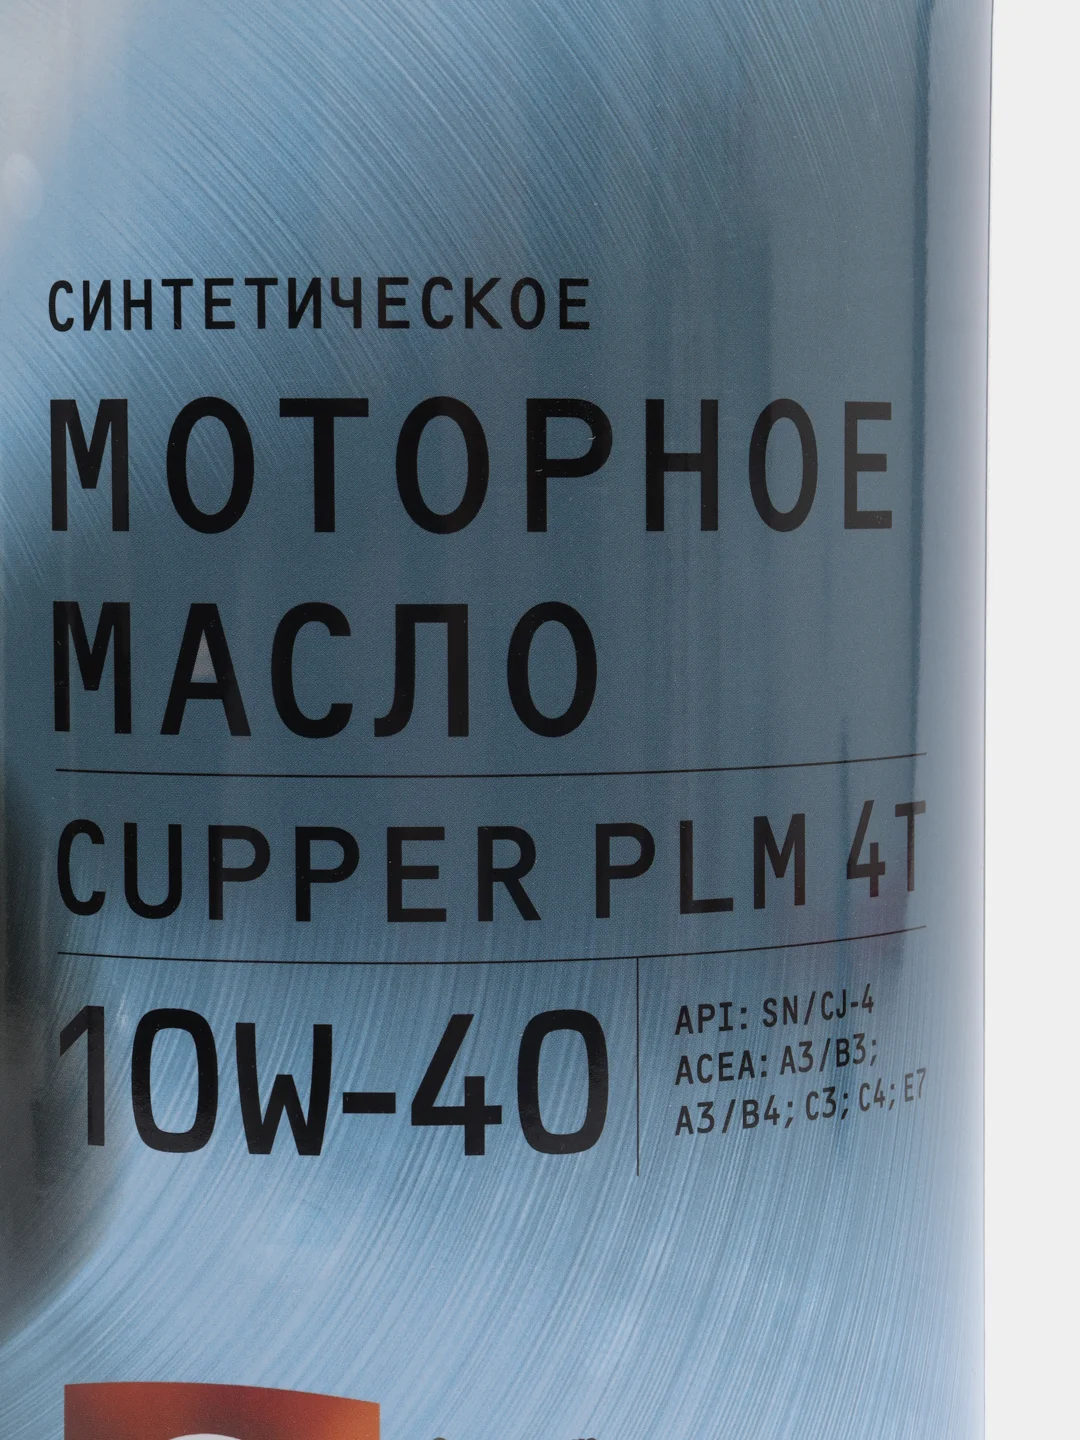 СИНТЕТИЧЕСКОЕ
МОТОРНОЕ
МАСЛО
CUPPER PLM 4T
10W-40
API: SN/CJ-4
ACEA: A3/B3;
A3/B4; C3; C4; E7